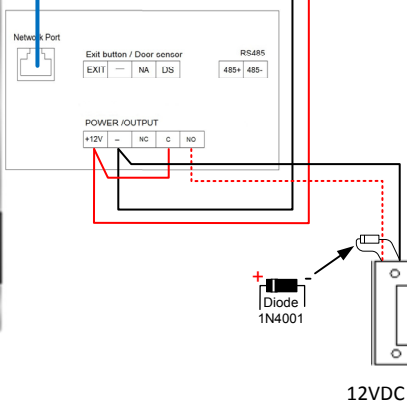 Network Port
Exit button / Door sensor
RS485
EXIT — NA DS
485+ 485-
POWER /OUTPUT
+12V – NC C NO
+ -
Diode
1N4001
12VDC